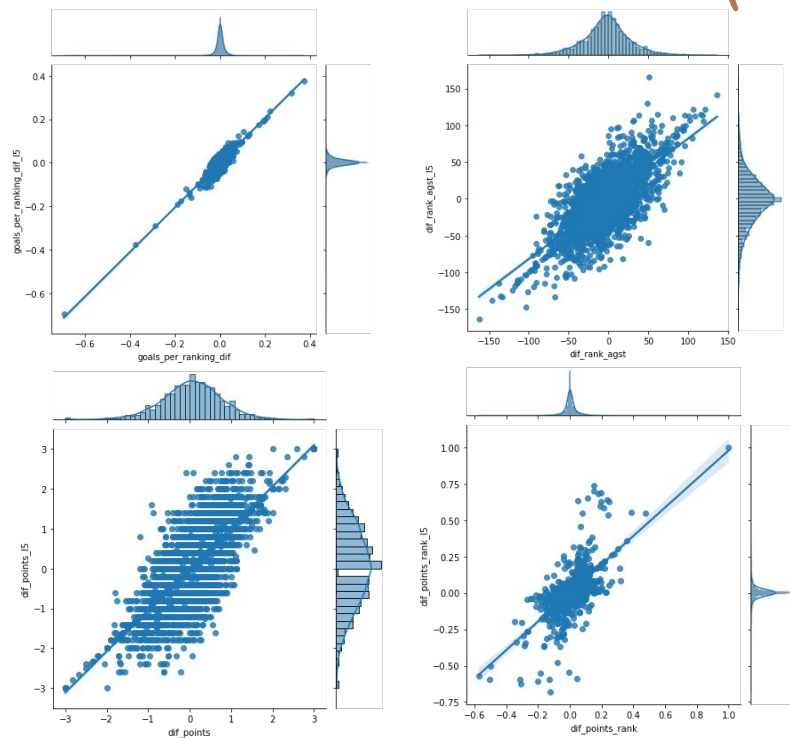 0.4
0.2
0.0
−0.2
−0.4
−0.6
goals_per_ranking_dif_l5
−0.6 −0.4 −0.2 0.0 0.2 0.4
goals_per_ranking_dif
150
100
50
0
−50
−100
−150
dif_rank_agst_l5
−150 −100 −50 0 50 100 150
dif_rank_agst
3
2
1
0
−1
−2
−3
dif_points_l5
−3 −2 −1 0 1 2 3
dif_points
1.00
0.75
0.50
0.25
0.00
−0.25
−0.50
−0.75
dif_points_rank_l5
−0.6 −0.4 −0.2 0.0 0.2 0.4 0.6 0.8 1.0
dif_points_rank